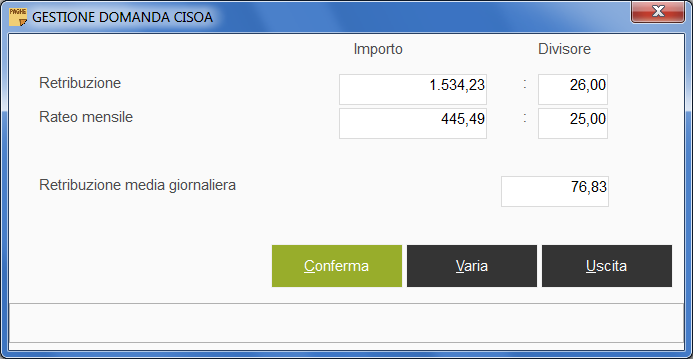 PAGHE GESTIONE DOMANDA CISOA
Importo Divisore
Retribuzione 1.534,23 : 26,00
Rateo mensile 445,49 : 25,00
Retribuzione media giornaliera 76,83
Conferma Varia Uscita